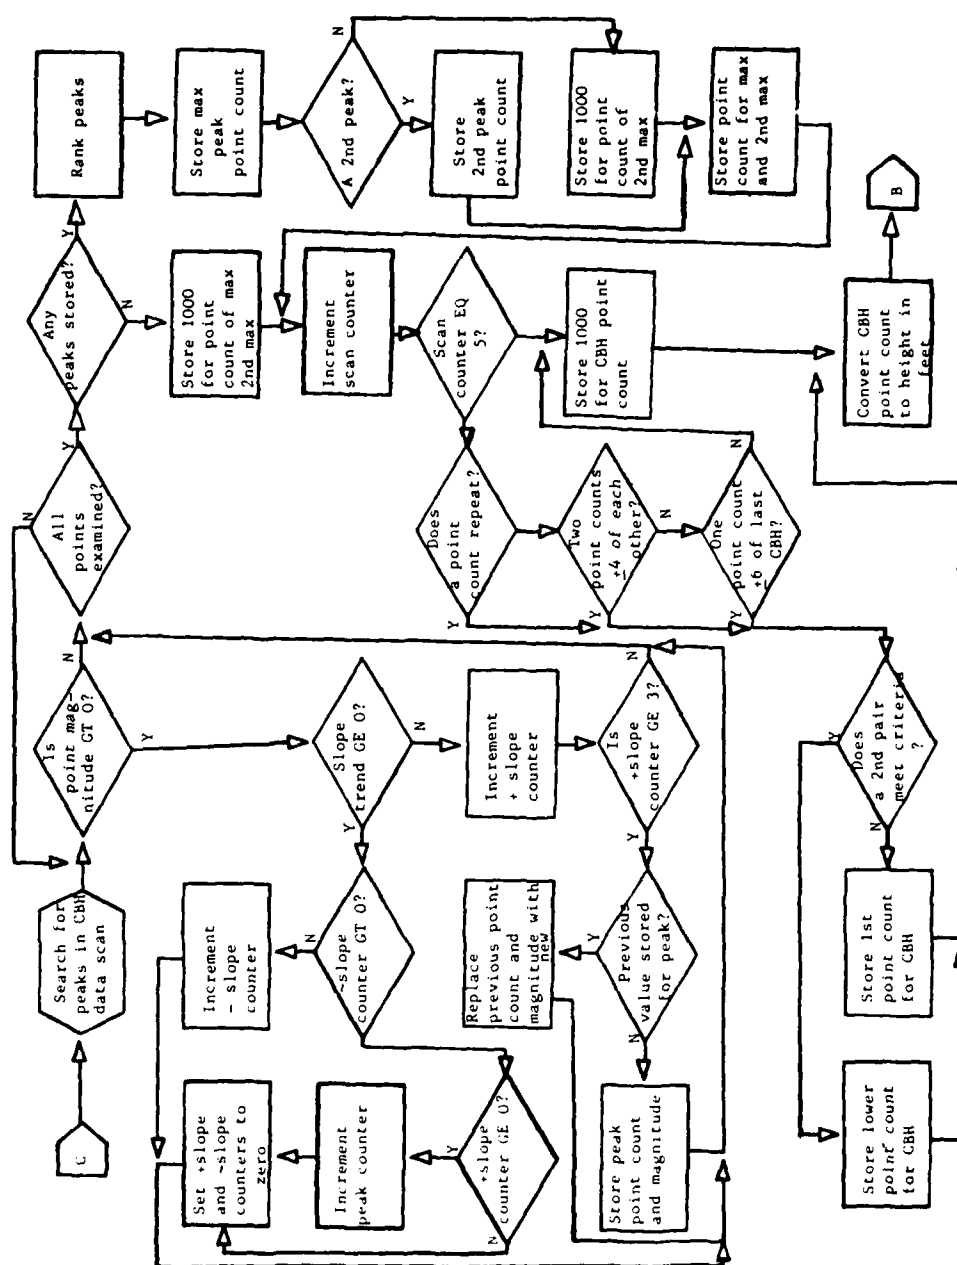 C
Search for
peaks in CBH
data scan
Is
point mag-
nitude GT 0?
N
Y
All
points
examined?
N
Y
Any
peaks stored?
Y
N
Rank peaks
Store max
peak
point count
A 2nd peak?
N
Y
Store
2nd peak
point count
Store 1000
for point
count of
2nd max
Store point
count for max
and 2nd max
Store 1000
for point
count of max
2nd max
Increment
scan counter
Scan
counter EQ
5?
Store 1000
for CBH point
count
Convert CBH
point count
to height in
feet
B
Does
a point
count repeat?
Y
Two
point counts
±4 of each
other?
Y
N
One
point count
±6 of last
CBH?
Y
N
Slope
trend GE 0?
Y
N
Increment
+ slope
counter
Is
+slope
counter GE 3?
N
Y
~slope
counter GT 0?
N
Increment
- slope
counter
Previous
value stored
for peak?
Y
N
Replace
previous point
count and
magnitude with
new
Set +slope
and ~slope
counters to
zero
Increment
peak counter
+slope
counter GE 0?
Y
N
Store peak
point count
and magnitude
Does
a 2nd pair
meet criteria
?
Y
N
Store 1st
point count
for CBH
Store lower
point count
for CBH